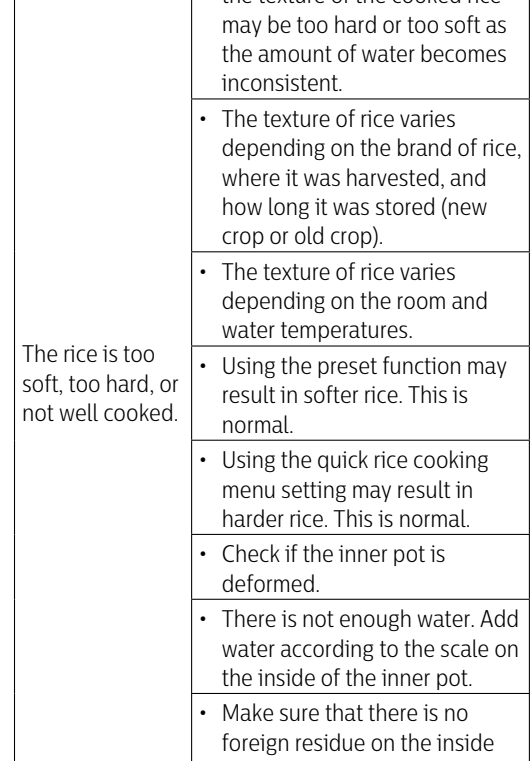 the texture of the cooked rice
may be too hard or too soft as
the amount of water becomes
inconsistent.
• The texture of rice varies
depending on the brand of rice,
where it was harvested, and
how long it was stored (new
crop or old crop).
• The texture of rice varies
depending on the room and
water temperatures.
The rice is too
soft, too hard, or
not well cooked.
• Using the preset function may
result in softer rice. This is
normal.
• Using the quick rice cooking
menu setting may result in
harder rice. This is normal.
• Check if the inner pot is
deformed.
• There is not enough water. Add
water according to the scale on
the inside of the inner pot.
• Make sure that there is no
foreign residue on the inside